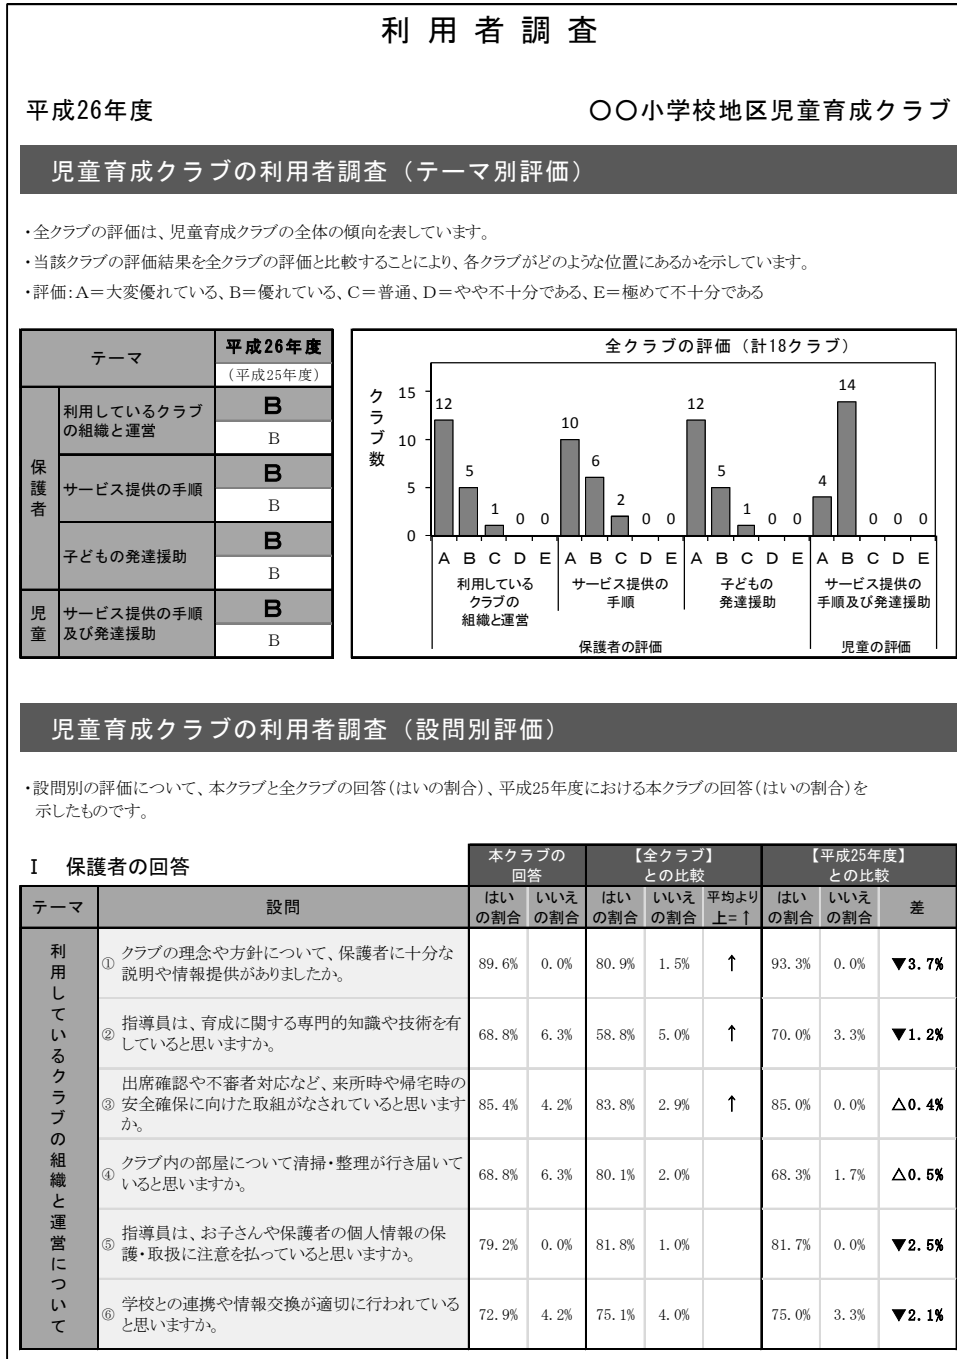 利用者調査
平成26年度
〇〇小学校地区児童育成クラブ
児童育成クラブの利用者調査（テーマ別評価）
・全クラブの評価は、児童育成クラブの全体の傾向を表しています。
・当該クラブの評価結果を全クラブの評価と比較することにより、各クラブがどのような位置にあるかを示しています。
・評価：A＝大変優れている、B＝優れている、C＝普通、D＝やや不十分である、E＝極めて不十分である
テーマ 平成26年度
（平成25年度）
保護者
利用しているクラブ
の組織と運営
B
B
サービス提供の手順
B
B
子どもの発達援助
B
B
児童
サービス提供の手順
及び発達援助
B
B
全クラブの評価（計18クラブ）
クラブ数
15
10
5
0
12 5 1 0 0 10 6 2 0 0 12 5 1 0 0 4 14 0 0 0
A B C D E A B C D E A B C D E A B C D E
利用している
クラブの
組織と運営
サービス提供の
手順
子どもの
発達援助
サービス提供の
手順及び発達援助
保護者の評価 児童の評価
児童育成クラブの利用者調査（設問別評価）
・設問別の評価について、本クラブと全クラブの回答（はいの割合）、平成25年度における本クラブの回答（はいの割合）を
示したものです。
Ⅰ 保護者の回答
本クラブの
回答
【全クラブ】
との比較
【平成25年度】
との比較
テーマ 設問
はい
の割合
いいえ
の割合
はい
の割合
いいえ
の割合
平均より
上=↑
はい
の割合
いいえ
の割合
差
利用しているクラブの組織と運営について
① クラブの理念や方針について、保護者に十分な
説明や情報提供がありましたか。
89.6% 0.0% 80.9% 1.5% ↑ 93.3% 0.0% ▼3.7%
② 指導員は、育成に関する専門的知識や技術を有
していると思いますか。
68.8% 6.3% 58.8% 5.0% ↑ 70.0% 3.3% ▼1.2%
出席確認や不審者対応など、来所時や帰宅時の
③ 安全確保に向けた取組がなされていると思います
か。
85.4% 4.2% 83.8% 2.9% ↑ 85.0% 0.0% △0.4%
④ クラブ内の部屋について清掃・整理が行き届いて
いると思いますか。
68.8% 6.3% 80.1% 2.0% 68.3% 1.7% △0.5%
⑤ 指導員は、お子さんや保護者の個人情報の保
護・取扱に注意を払っていると思いますか。
79.2% 0.0% 81.8% 1.0% 81.7% 0.0% ▼2.5%
⑥ 学校との連携や情報交換が適切に行われている
と思いますか。
72.9% 4.2% 75.1% 4.0% 75.0% 3.3% ▼2.1%